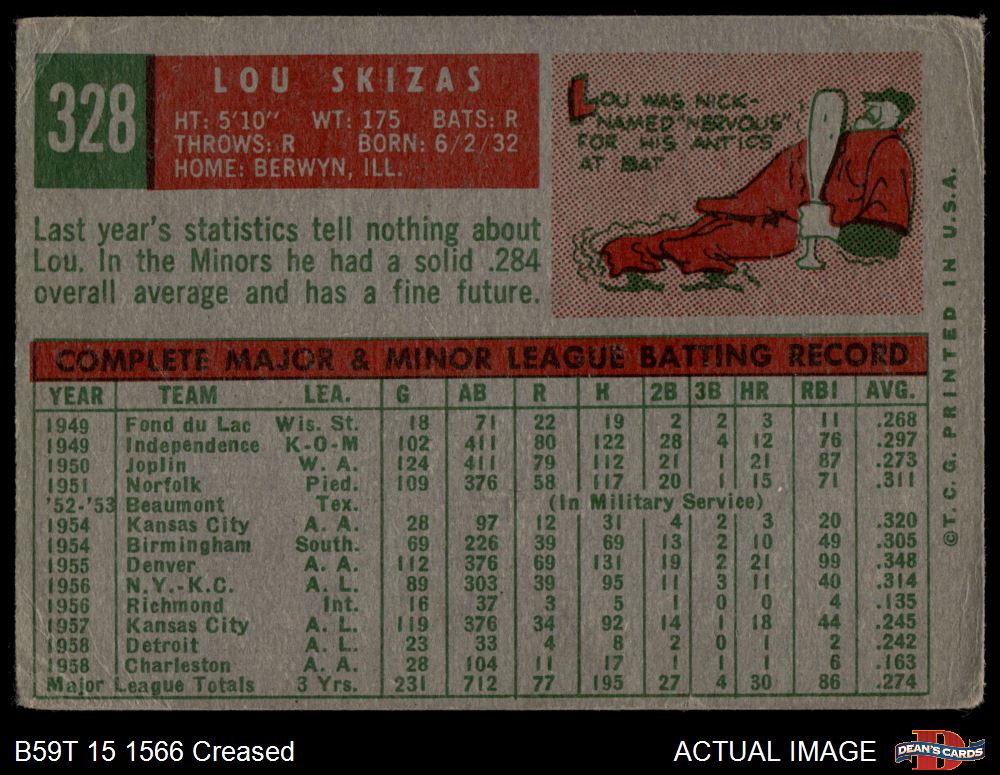 328
LOU SKIZAS
HT: 5'10" WT: 175 BATS: R
THROWS: R BORN: 6/2/32
HOME: BERWYN, ILL.
LOU WAS NICK-
NAMED "NERVOUS"
FOR HIS ANTICS
AT BAT
Last year's statistics tell nothing about
Lou. In the Minors he had a solid .284
overall average and has a fine future.
COMPLETE MAJOR & MINOR LEAGUE BATTING RECORD
YEAR TEAM LEA. G AB R H 2B 3B HR RBI AVG.
1949 Fond du Lac Wis. St. 18 71 22 19 2 2 3 11 .268
1949 Independence K-O-M 102 411 80 122 28 4 12 76 .297
1950 Joplin W. A. 124 411 79 112 21 1 21 87 .273
1951 Norfolk Pied. 109 376 58 117 20 1 15 71 .311
'52-'53 Beaumont Tex. (In Military Service)
1954 Kansas City A. A. 28 97 12 31 4 2 3 20 .320
1954 Birmingham South. 69 226 39 69 13 2 10 49 .305
1955 Denver A. A. 112 376 69 131 19 2 21 99 .348
1956 N.Y.-K.C. A. L. 89 303 39 95 11 3 11 40 .314
1956 Richmond Int. 16 37 3 5 1 0 0 4 .135
1957 Kansas City A. L. 119 376 34 92 14 1 18 44 .245
1958 Detroit A. L. 23 33 4 8 2 0 1 2 .242
1958 Charleston A. A. 28 104 11 17 1 1 1 6 .163
Major League Totals 3 Yrs. 231 712 77 195 27 4 30 86 .274
©T. C. G. PRINTED IN U.S.A.
B59T 15 1566 Creased
ACTUAL IMAGE
DEAN'S CARDS